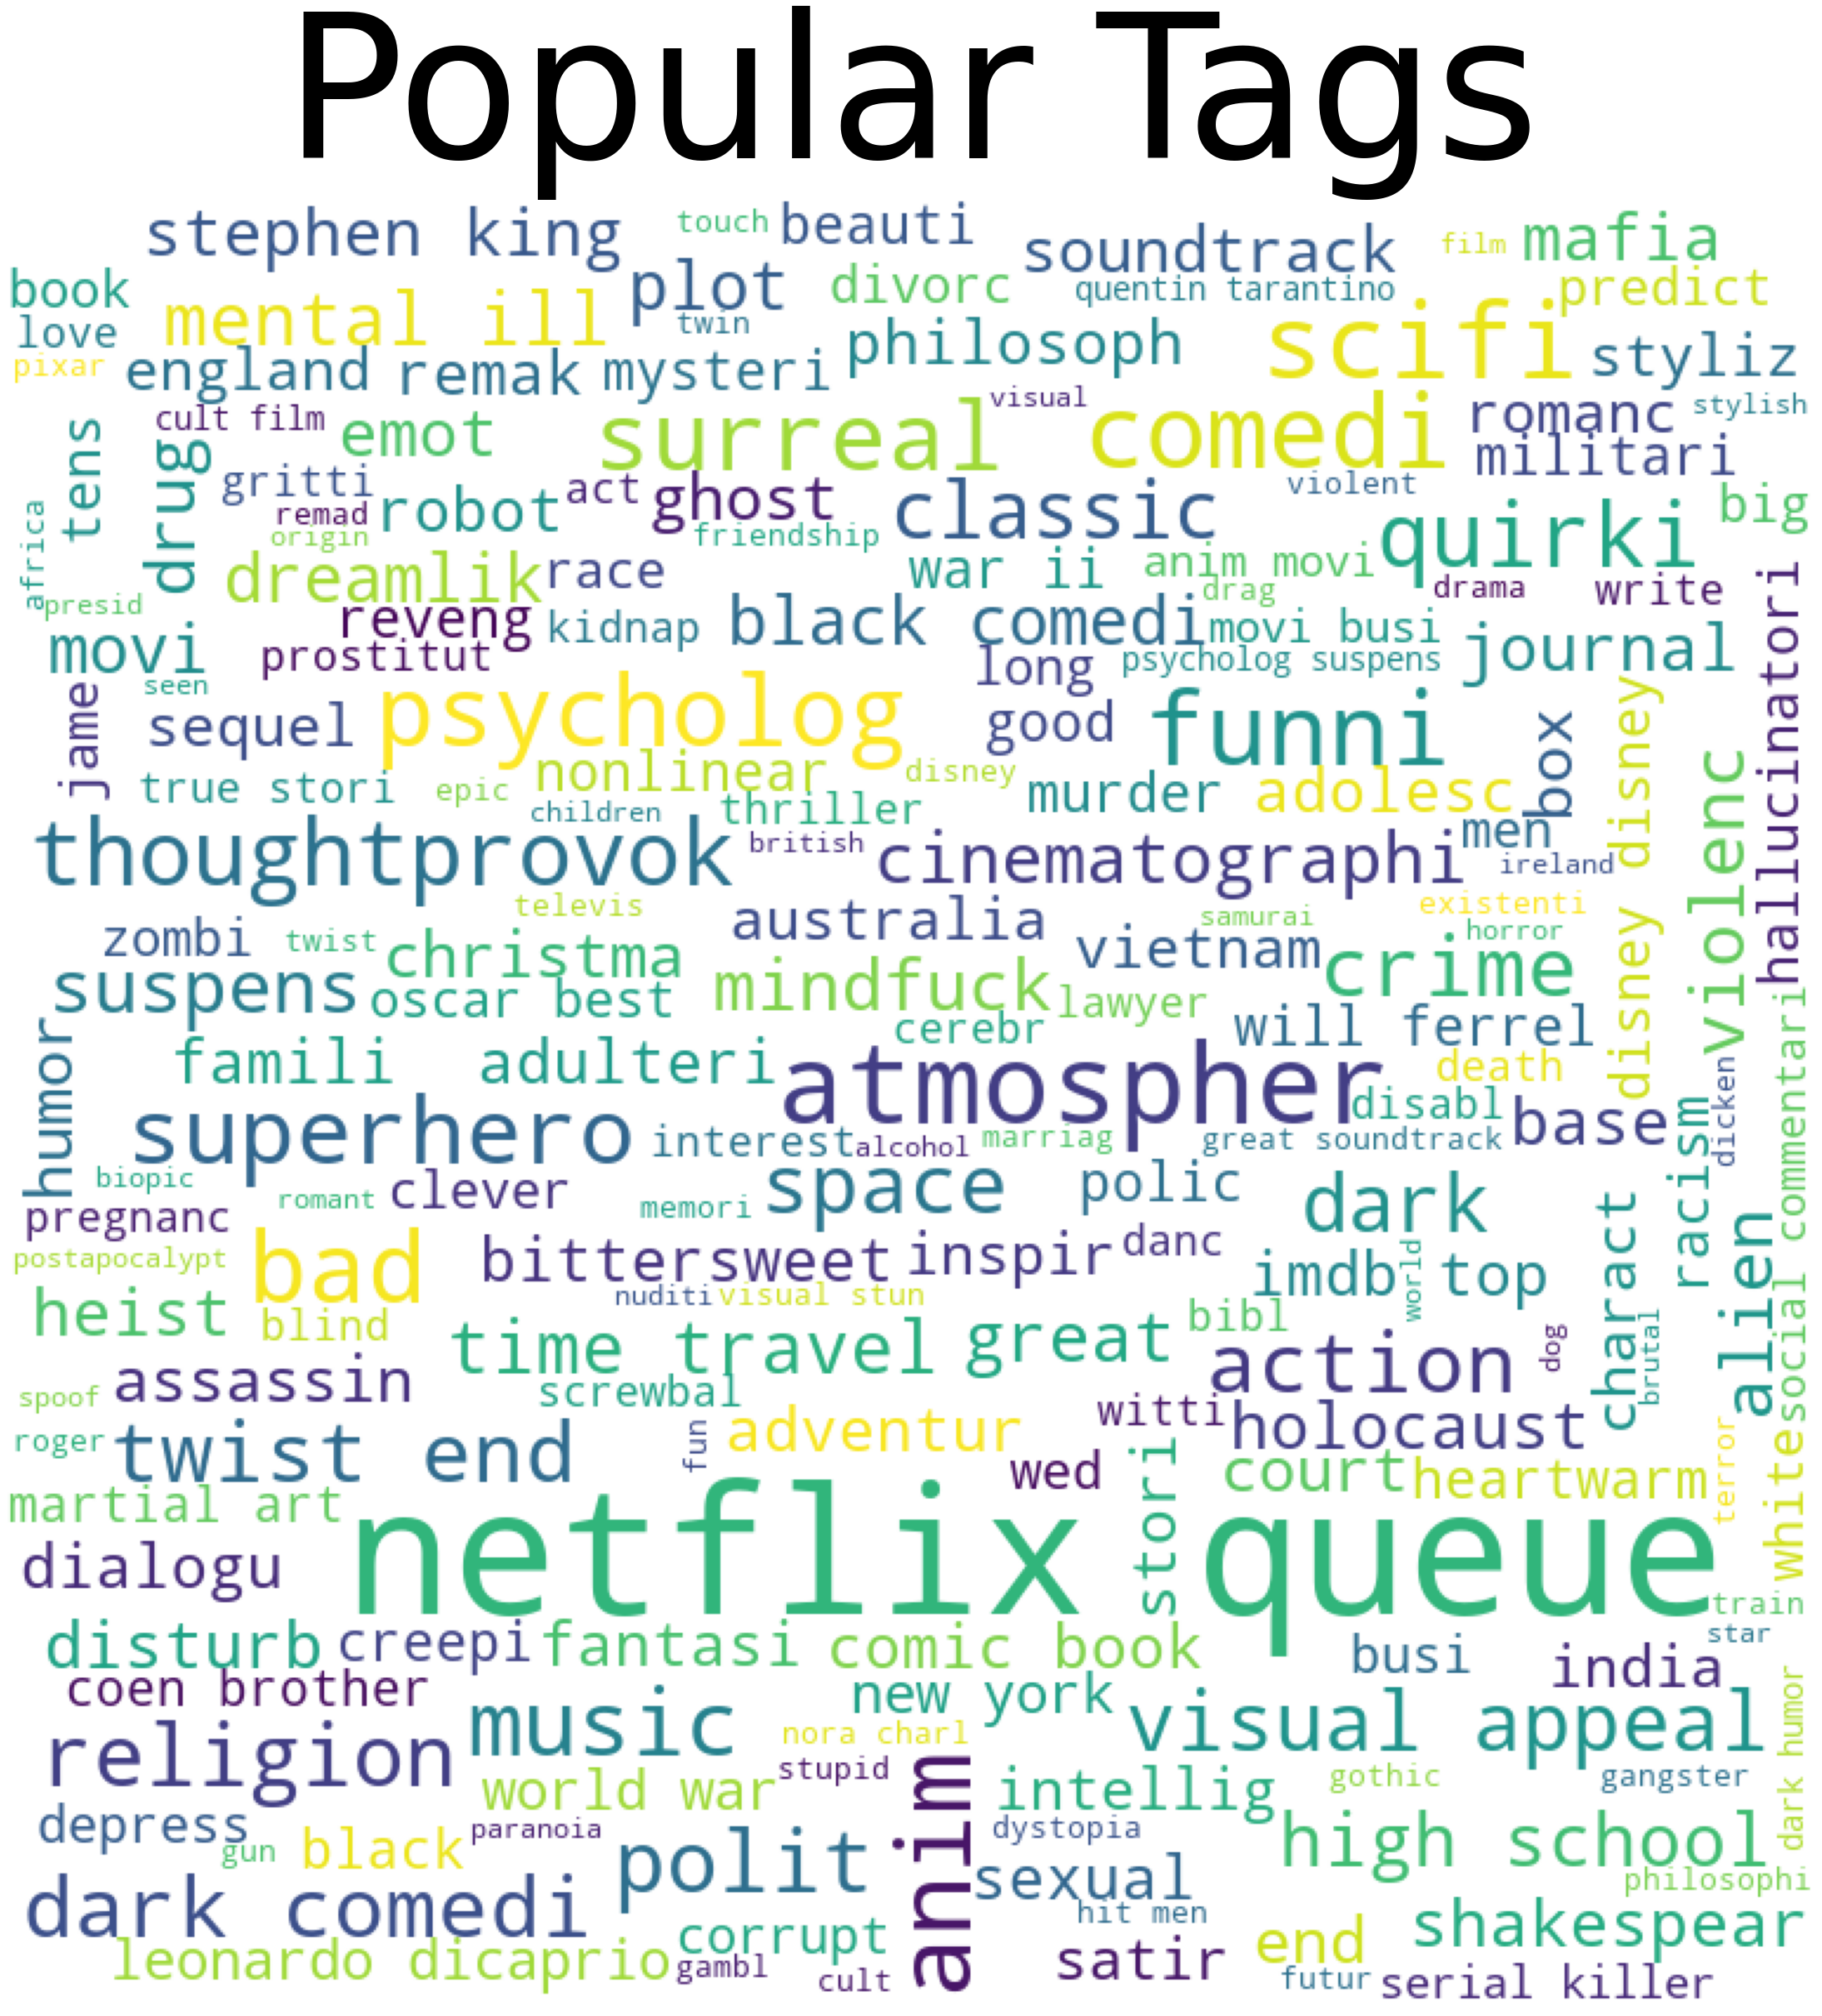 Popular Tags
stephen king touch beauti soundtrack film mafia
book mental ill plot divorc quentin tarantino predict
love twin philosoph scifi styliz
pixar england remak mysteri
cult film emot surreal visual comedi romanc stylish
tens drug gritti robot act ghost classic violent militari quirki big
africa remad origin friendship
presid dreamlik race war ii anim movi drag drama write
reveng kidnap black comedi movi busi journal hallucinatori
movi prostitut long psycholog suspens
seen psycholog good funni box disney disney
jame sequel
true stori epic nonlinear disney murder adolesc violenc
children thriller
thoughtprovok british cinematographi men ireland
televis australia samurai existenti
zombi twist christma vietnam crime horror
suspens oscar best mindfuck lawyer
humor famili adulteri cerebr will ferrel
atmospher death social commentari
superhero interest alcohol marriag disabl great soundtrack base racism dicken
biopic romant clever memori space polic dark charact
pregnanc
postapocalypt bad bittersweet inspir danc imdb top world alien
heist blind nuditi visual stun bibl
time travel great action dog brutal
spoof assassin screwbal
roger twist end fun adventur witti holocaust
wed stori court heartwarm terror white
martial art netflix queue
dialogu train
disturb creepi fantasi comic book busi star
coen brother new york india
religion music nora charl visual appeal dark humor
world war stupid anim intellig gothic gangster
depress gun black paranoia polit dystopia high school
dark comedi sexual philosophi
corrupt hit men end shakespear
leonardo dicaprio gambl cult satir futur serial killer